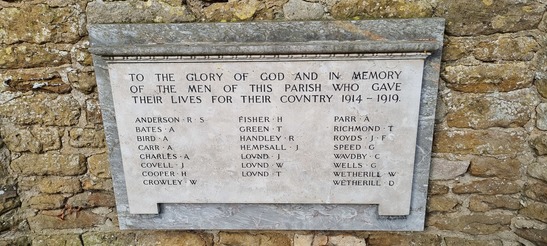 TO THE GLORY OF GOD AND IN MEMORY
OF THE MEN OF THIS PARISH WHO GAVE
THEIR LIVES FOR THEIR COVNTRY 1914 – 1919.
ANDERSON · R S
BATES · A
BIRD · A
CARR · A
CHARLES · A
COVELL · J
COOPER · H
CROWLEY · W
FISHER · H
GREEN · T
HANDLEY · R
HEMPSALL · J
LOVND · J
LOVND · W
LOVND · T
PARR · A
RICHMOND · T
ROYDS · J · F
SPEED · G
WAVDBY · C
WELLS · G
WETHERILL · W
WETHERILL · D